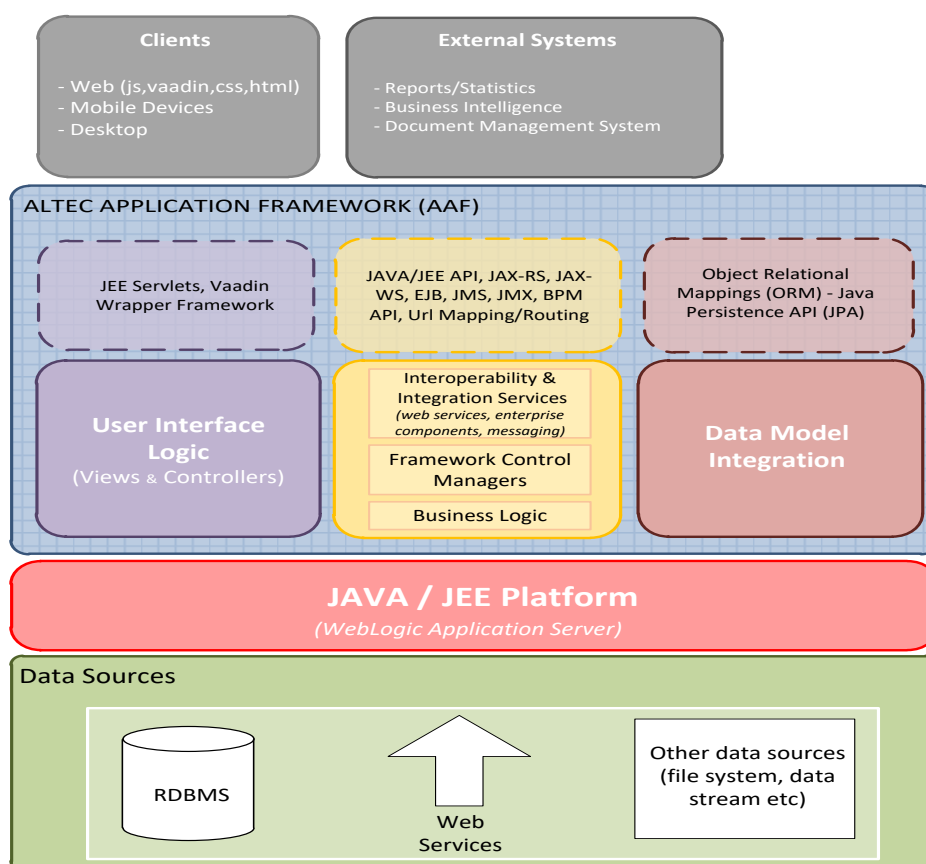 Clients
- Web (js,vaadin,css,html)
- Mobile Devices
- Desktop
External Systems
- Reports/Statistics
- Business Intelligence
- Document Management System
ALTEC APPLICATION FRAMEWORK (AAF)
JEE Servlets, Vaadin
Wrapper Framework
JAVA/JEE API, JAX-RS, JAX-
WS, EJB, JMS, JMX, BPM
API, Url Mapping/Routing
Object Relational
Mappings (ORM) - Java
Persistence API (JPA)
User Interface
Logic
(Views & Controllers)
Interoperability &
Integration Services
(web services, enterprise
components, messaging)
Framework Control
Managers
Business Logic
Data Model
Integration
JAVA / JEE Platform
(WebLogic Application Server)
Data Sources
RDBMS
Web
Services
Other data sources
(file system, data
stream etc)